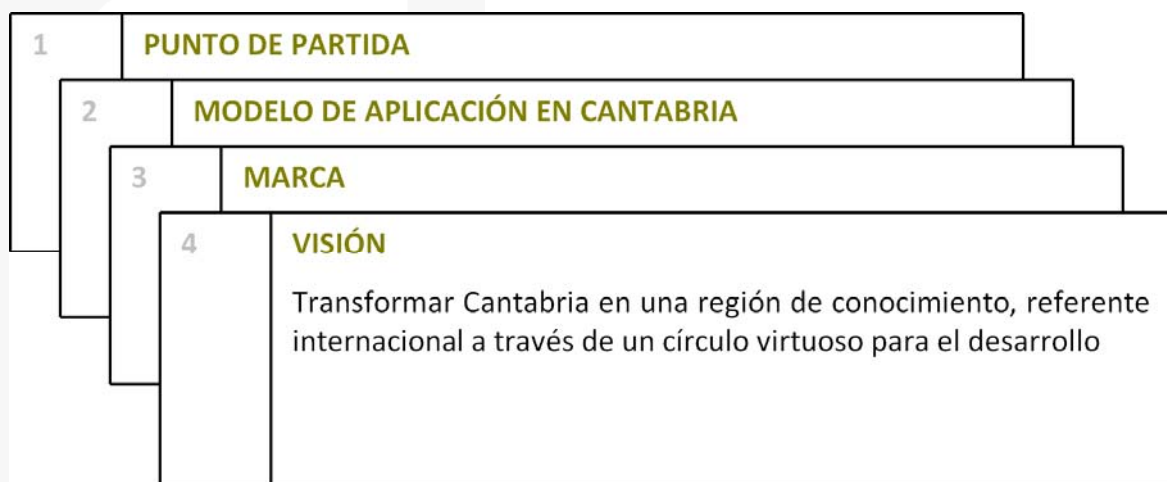 1 PUNTO DE PARTIDA
2 MODELO DE APLICACIÓN EN CANTABRIA
3 MARCA
4 VISIÓN
Transformar Cantabria en una región de conocimiento, referente
internacional a través de un círculo virtuoso para el desarrollo